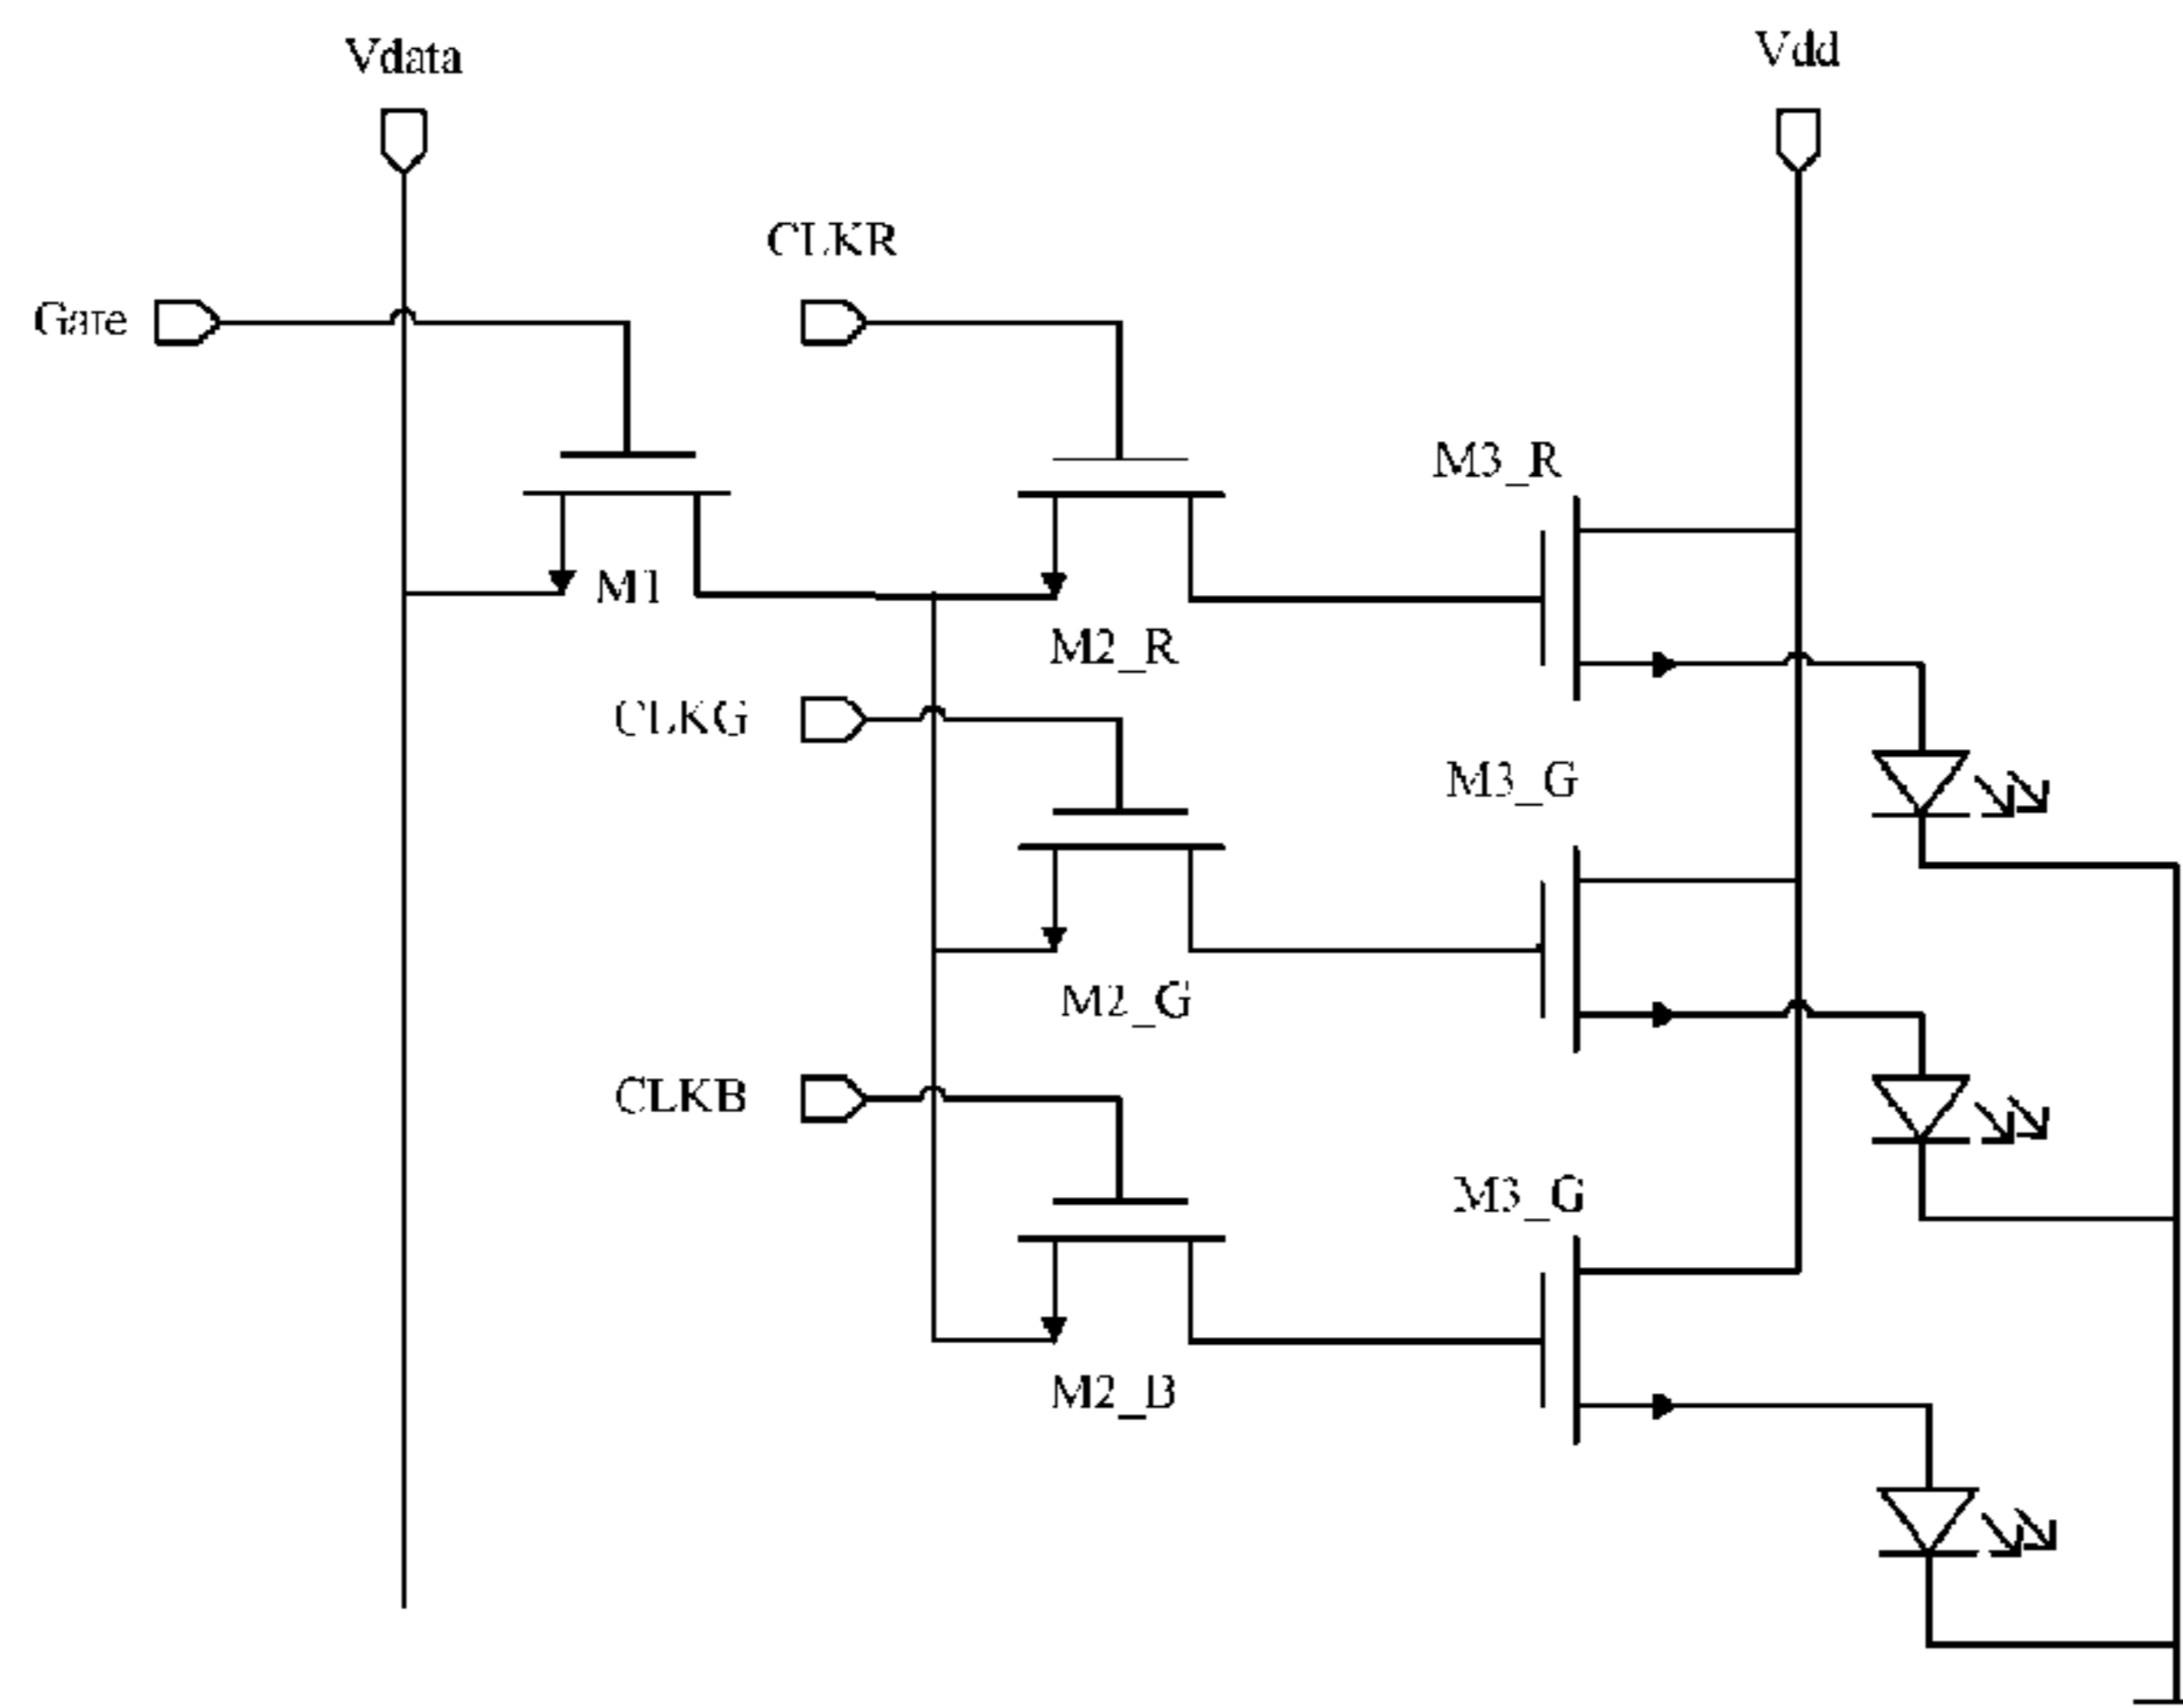 Vdata
Vdd
CLKR
Gate
M3_R
M1
M2_R
CLKG
M3_G
M2_G
CLKB
M3_G
M2_B